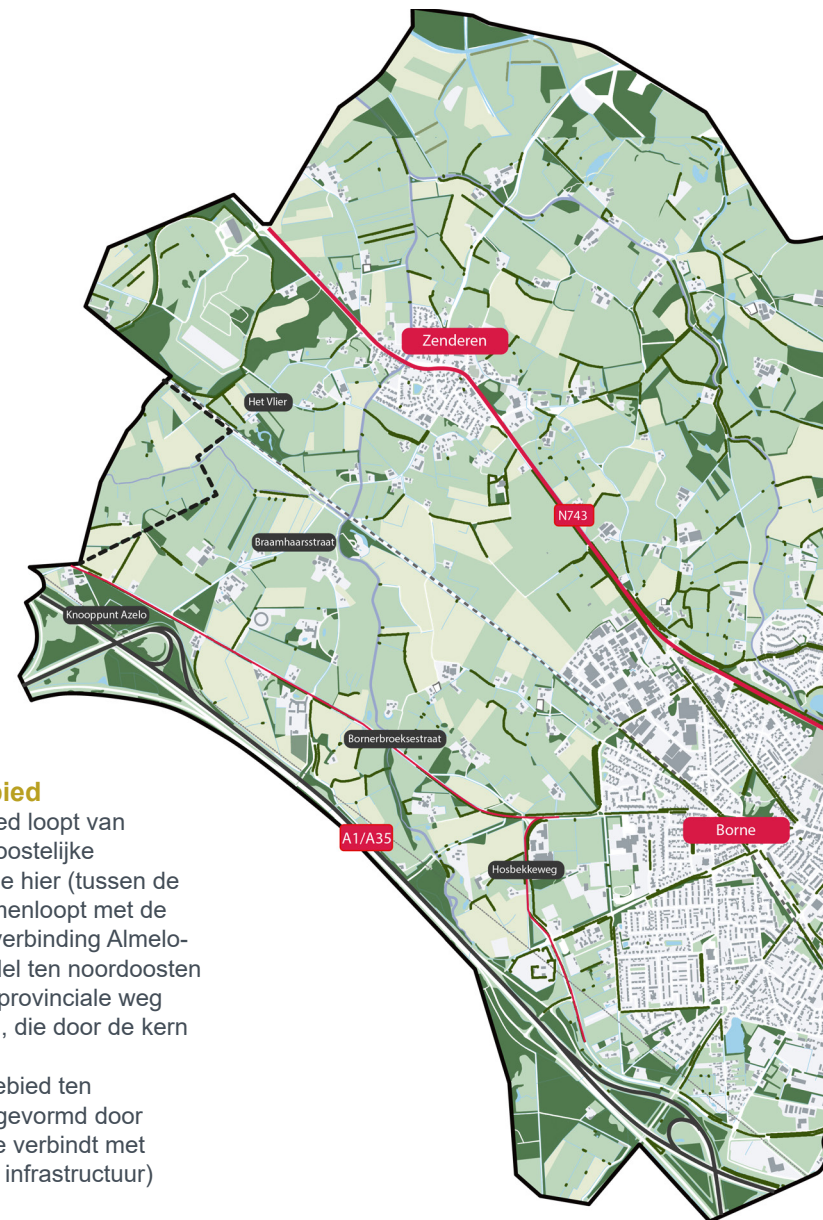 Zenderen
Het Vlier
N743
Braamhaarsstraat
Knooppunt Azelo
Bornerbroeksestraat
A1/A35
Borne
Hosbekkeweg
bied
ed loopt van
oostelijke
e hier (tussen de
menloopt met de
verbinding Almelo-
del ten noordoosten
provinciale weg
, die door de kern
ebied ten
gevormd door
e verbindt met
infrastructuur)